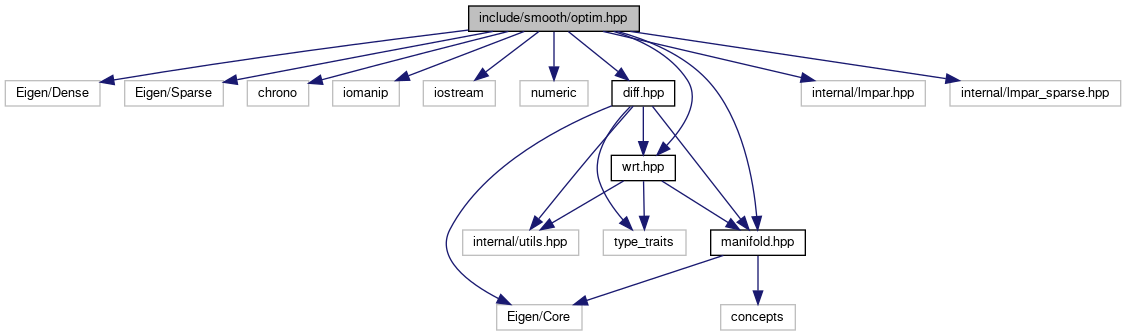 include/smooth/optim.hpp
Eigen/Dense
Eigen/Sparse
chrono
iomanip
iostream
numeric
diff.hpp
internal/lmpar.hpp
internal/lmpar_sparse.hpp
wrt.hpp
internal/utils.hpp
type_traits
manifold.hpp
Eigen/Core
concepts